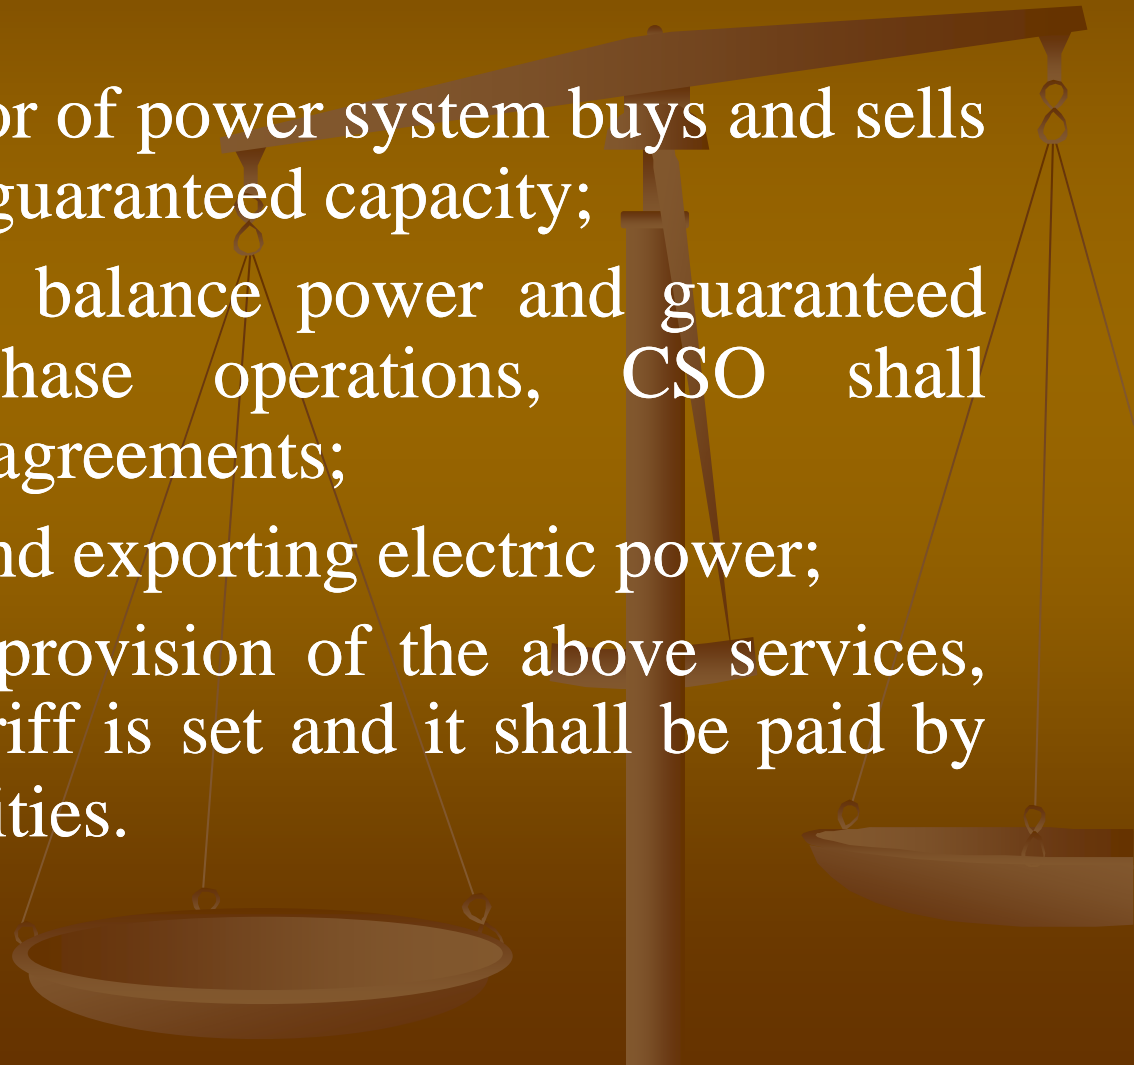 or of power system buys and sells
guaranteed capacity;
balance power and guaranteed
hase operations, CSO shall
agreements;
nd exporting electric power;
provision of the above services,
riff is set and it shall be paid by
ities.